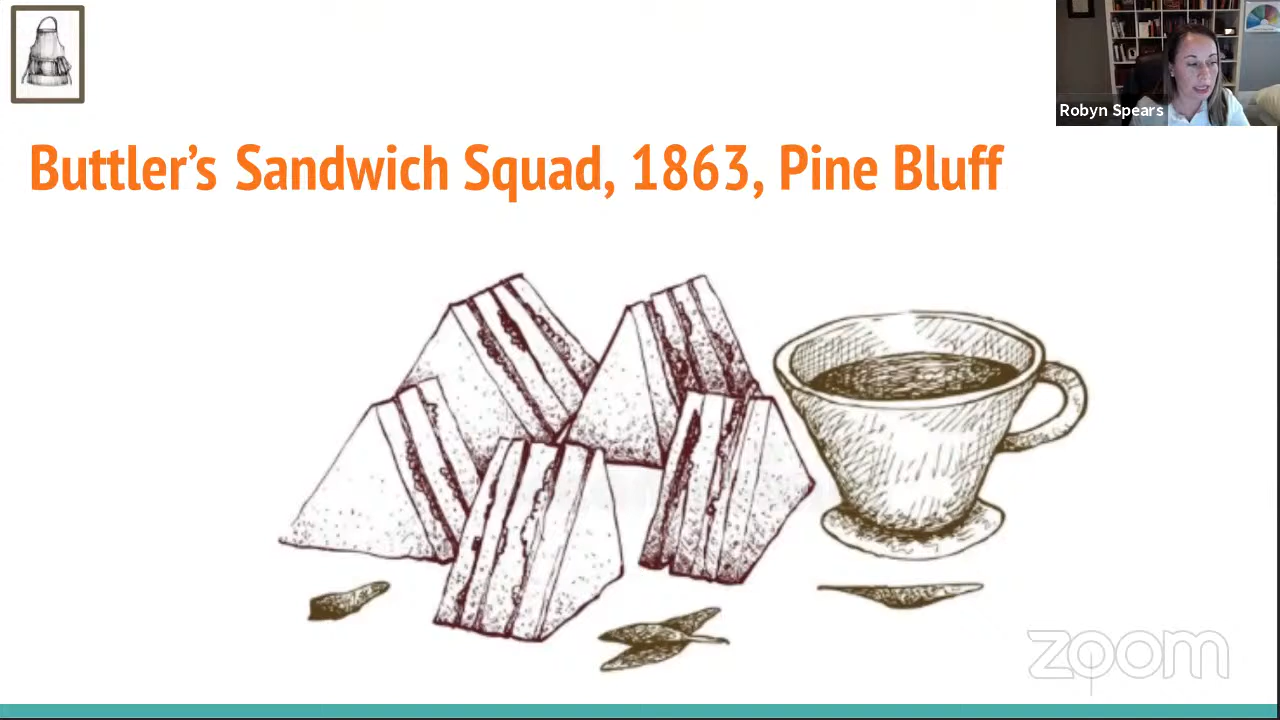 Robyn Spears
Buttler's Sandwich Squad, 1863, Pine Bluff
zoom